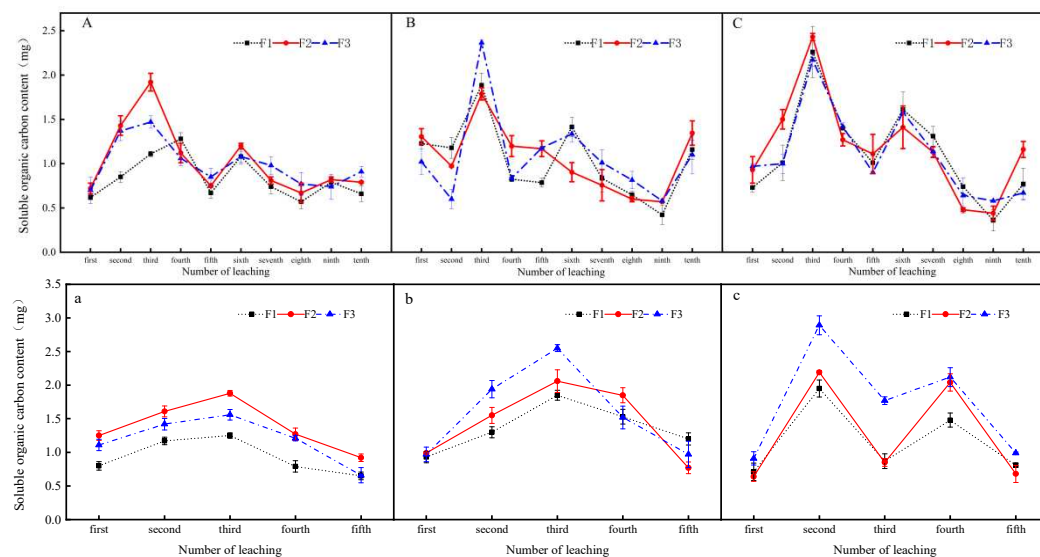 A
F1 F2 F3
B
F1 F2 F3
C
F1 F2 F3
Soluble organic carbon content（mg）
2.5
2.0
1.5
1.0
0.5
0.0
first second third fourth fifth sixth seventh eighth ninth tenth
first second third fourth fifth sixth seventh eighth ninth tenth
first second third fourth fifth sixth seventh eighth ninth tenth
Number of leaching
Number of leaching
Number of leaching
a
F1 F2 F3
b
F1 F2 F3
c
F1 F2 F3
Soluble organic carbon content（mg）
3.5
3.0
2.5
2.0
1.5
1.0
0.5
0.0
first second third fourth fifth
first second third fourth fifth
first second third fourth fifth
Number of leaching
Number of leaching
Number of leaching